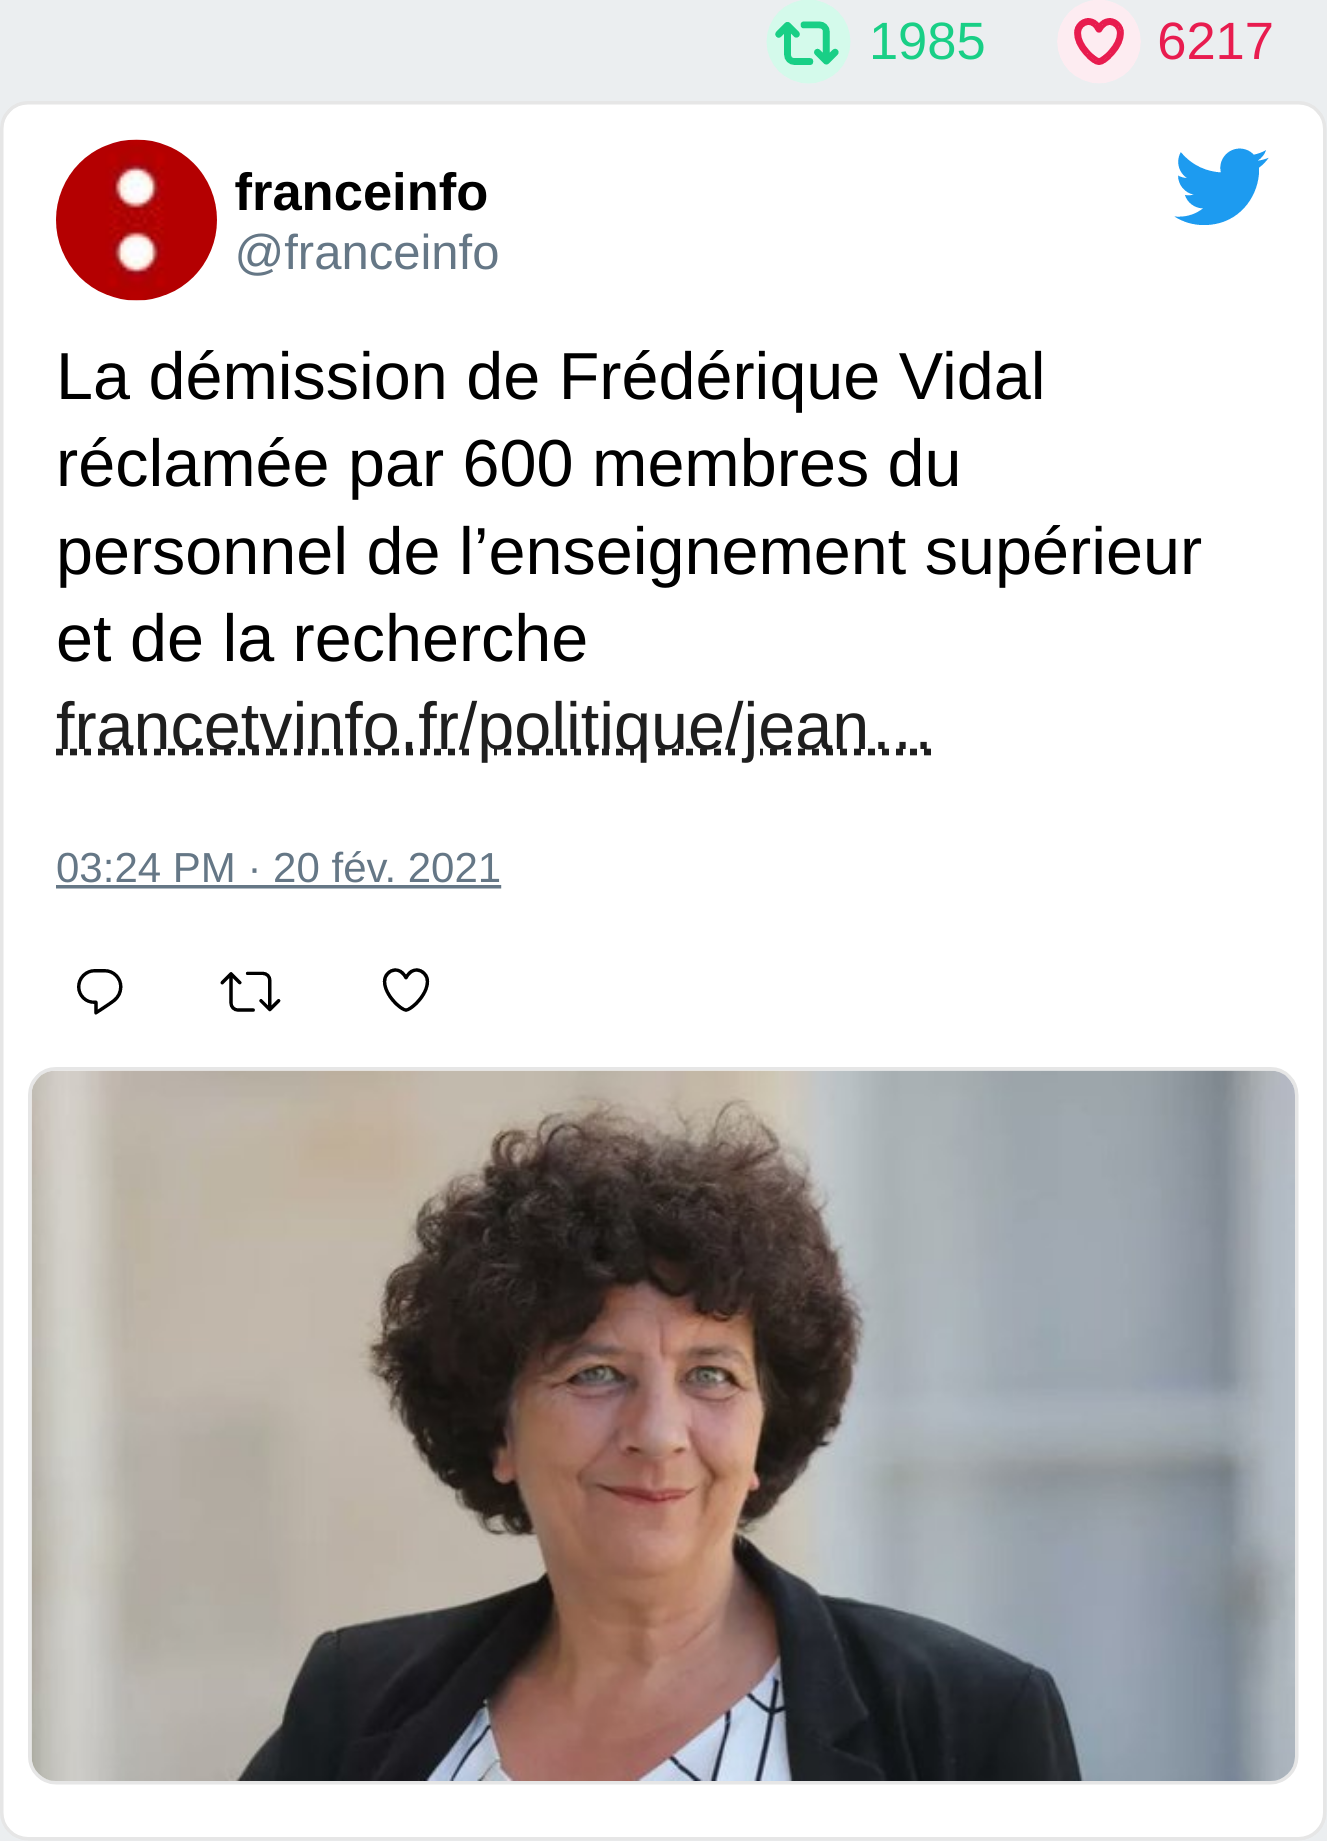 1985 6217
franceinfo
@franceinfo
La démission de Frédérique Vidal
réclamée par 600 membres du
personnel de l’enseignement supérieur
et de la recherche
francetvinfo.fr/politique/jean…
03:24 PM · 20 fév. 2021